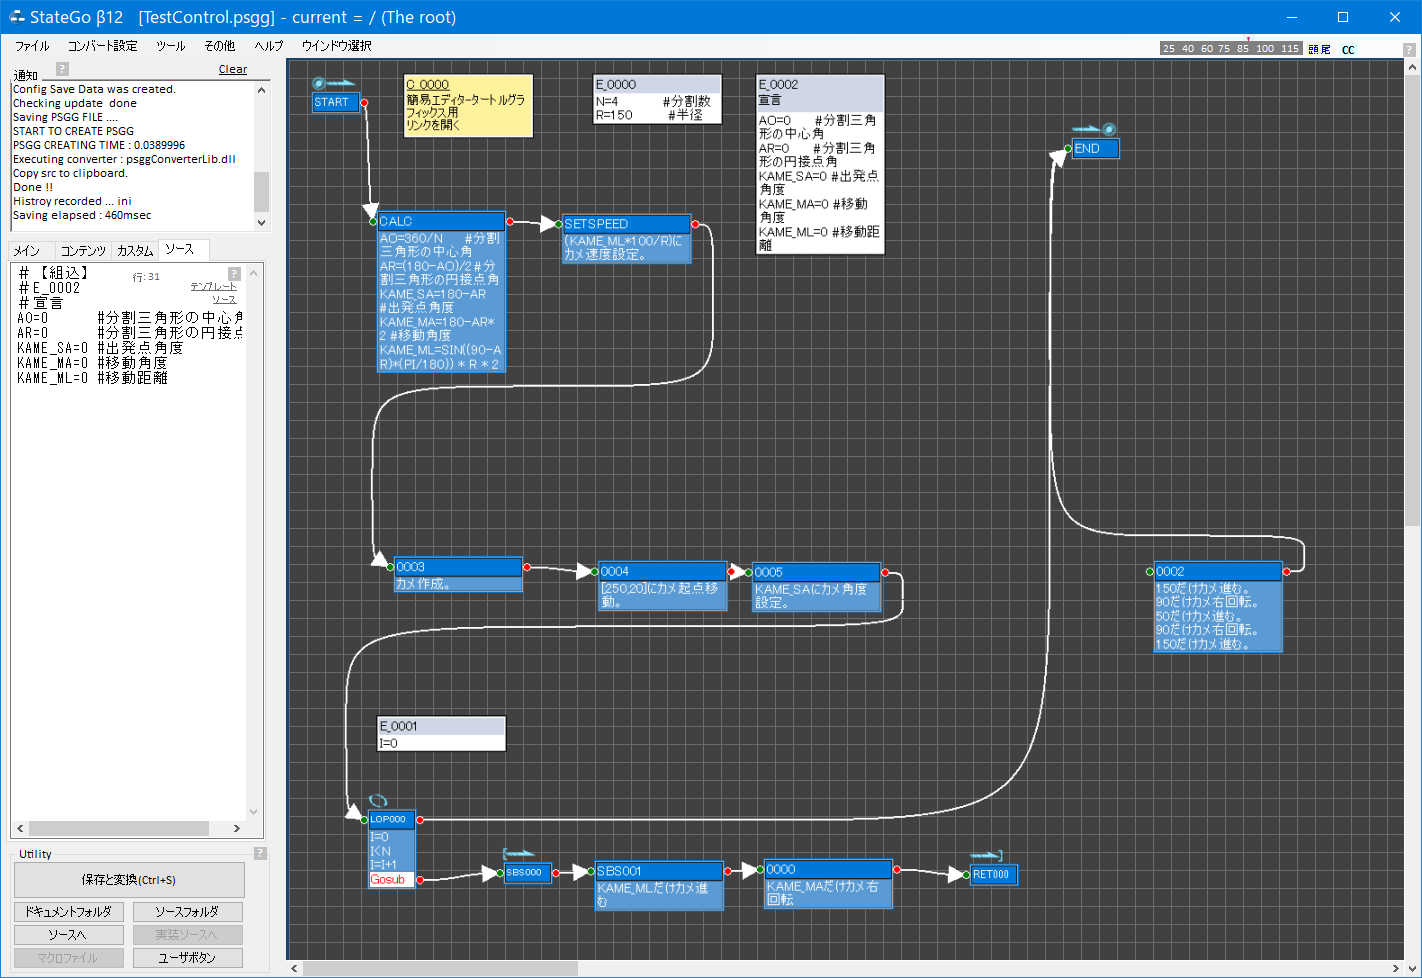 StateGo β12   [TestControl.psgg] - current = / (The root)
ファイル コンバート設定 ツール その他 ヘルプ ウインドウ選択
25 40 60 75 85 100 115 頭 尾 CC ?
通知 ? Clear
Config Save Data was created.
Checking update  done
Saving PSGG FILE ....
START TO CREATE PSGG
PSGG CREATING TIME : 0.0389996
Executing converter : psggConverterLib.dll
Copy src to clipboard.
Done !!
Histroy recorded ... ini
Saving elapsed : 460msec
メイン コンテンツ カスタム ソース
# 【組込】 行: 31 ?
# E_0002 テンプレート
# 宣言 ソース
AO=0 #分割三角形の中心角
AR=0 #分割三角形の円接点
KAME_SA=0 #出発点角度
KAME_MA=0 #移動角度
KAME_ML=0 #移動距離
Utility ?
保存と変換(Ctrl+S)
ドキュメントフォルダ ソースフォルダ
ソースへ 実装ソースへ
マクロファイル ユーザボタン
START
C_0000
簡易エディタータートルグラ
フィックス用
リンクを開く
E_0000
N=4 #分割数
R=150 #半径
E_0002
宣言
AO=0 #分割三角
形の中心角
AR=0 #分割三角
形の円接点角
KAME_SA=0 #出発点
角度
KAME_MA=0 #移動
角度
KAME_ML=0 #移動距
離
END
CALC
AO=360/N #分割
三角形の中心角
AR=(180-AO)/2 #分
割三角形の円接点角
KAME_SA=180-AR
#出発点角度
KAME_MA=180-AR*
2 #移動角度
KAME_ML=SIN((90-A
R)*(PI/180)) * R * 2
SETSPEED
(KAME_ML*100/R)に
カメ速度設定。
0003
カメ作成。
0004
[250,20]にカメ起点移
動。
0005
KAME_SAにカメ角度
設定。
0002
150だけカメ進む。
90だけカメ右回転。
50だけカメ進む。
90だけカメ右回転。
150だけカメ進む。
E_0001
I=0
LOP000
I=0
I<N
I=I+1
Gosub
SBS000
SBS001
KAME_MLだけカメ進
む
0000
KAME_MAだけカメ右
回転
RET000